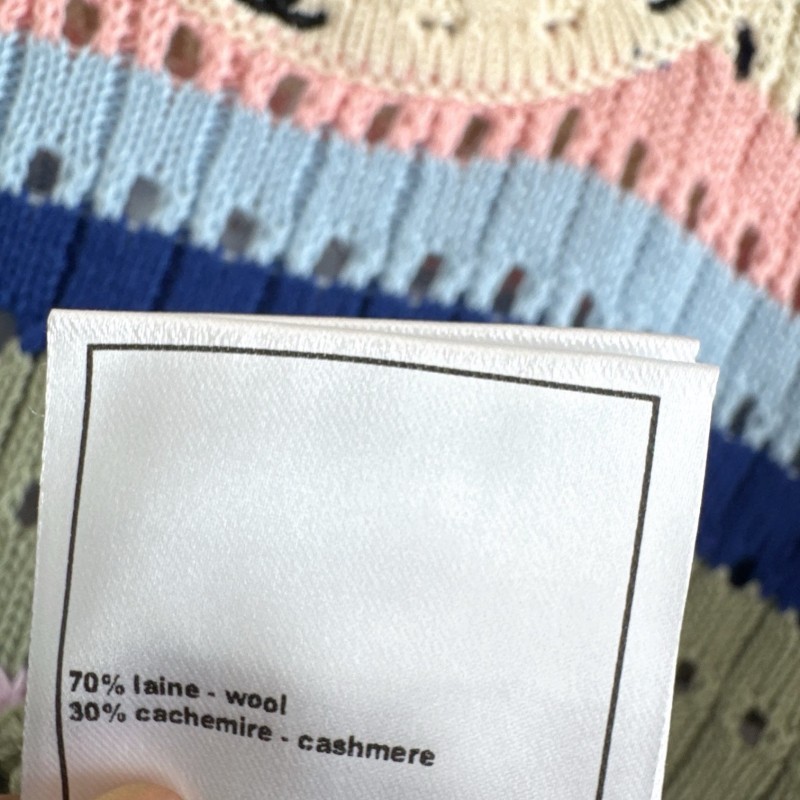 70% laine - wool
30% cachemire - cashmere